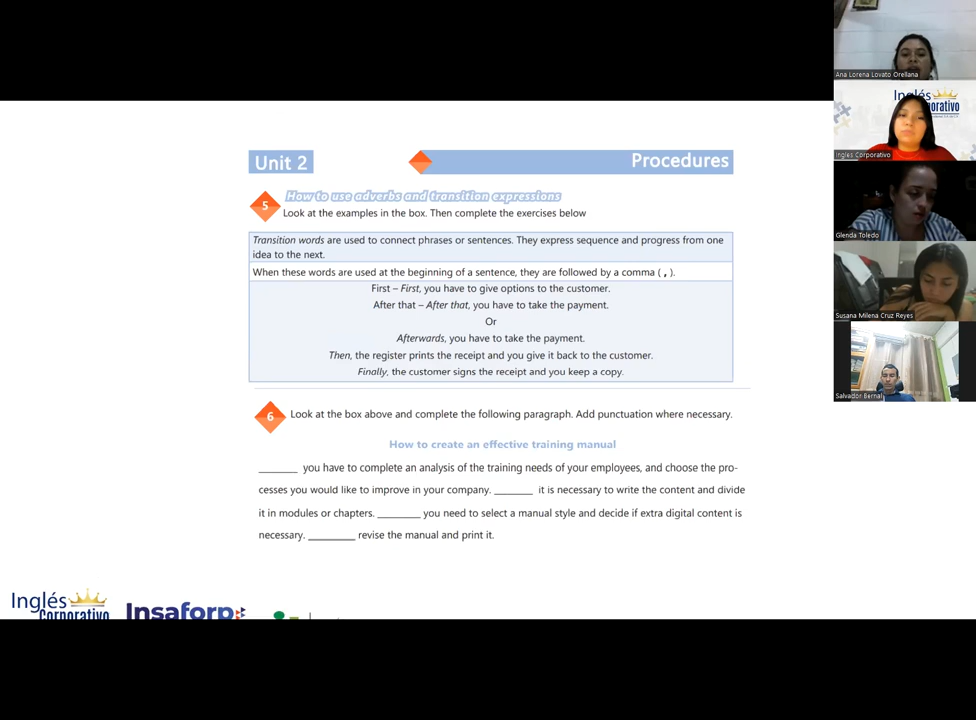 Unit 2
Procedures
5
How to use adverbs and transition expressions
Look at the examples in the box. Then complete the exercises below
Transition words are used to connect phrases or sentences. They express sequence and progress from one
idea to the next.
When these words are used at the beginning of a sentence, they are followed by a comma ( , ).
First – First, you have to give options to the customer.
After that – After that, you have to take the payment.
Or
Afterwards, you have to take the payment.
Then, the register prints the receipt and you give it back to the customer.
Finally, the customer signs the receipt and you keep a copy.
6
Look at the box above and complete the following paragraph. Add punctuation where necessary.
How to create an effective training manual
_______ you have to complete an analysis of the training needs of your employees, and choose the pro-
cesses you would like to improve in your company. _______ it is necessary to write the content and divide
it in modules or chapters. ________ you need to select a manual style and decide if extra digital content is
necessary. _________ revise the manual and print it.
Inglés
Corporativo
Insaforp
Ana Lorena Lovato Orellana
Inglés
orativo
Ingles Corporativo
Glenda Toledo
Susana Milena Cruz Reyes
Salvador Bernal